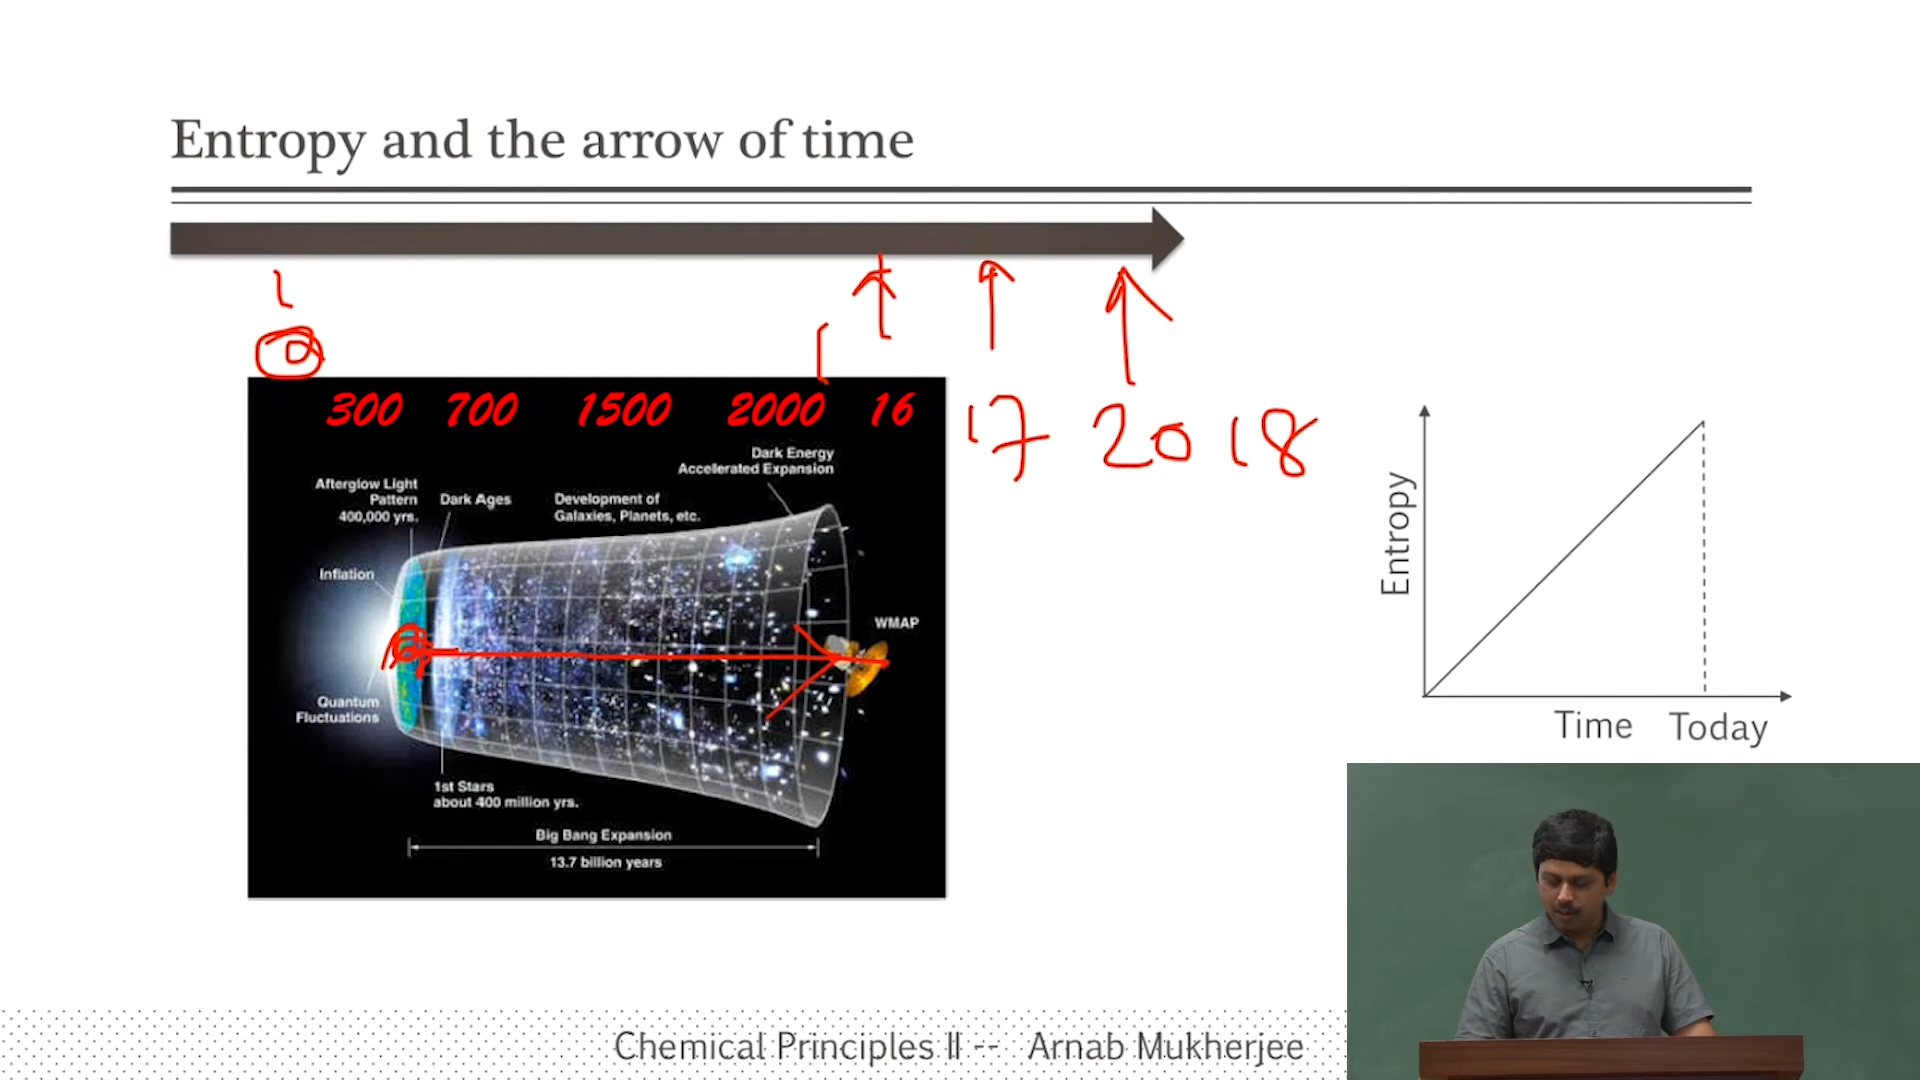 Entropy and the arrow of time
300 700 1500 2000 16
17 2018
Dark Energy
Accelerated Expansion
Afterglow Light
Pattern
400,000 yrs.
Dark Ages
Development of
Galaxies, Planets, etc.
Inflation
WMAP
Quantum
Fluctuations
1st Stars
about 400 million yrs.
Big Bang Expansion
13.7 billion years
Entropy
Time Today
Chemical Principles II -- Arnab Mukherjee